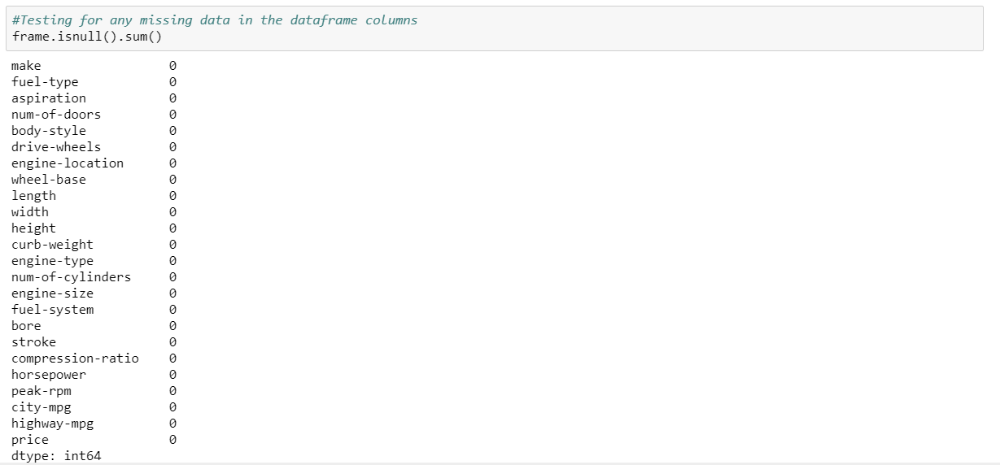 #Testing for any missing data in the dataframe columns
frame.isnull().sum()
make 0
fuel-type 0
aspiration 0
num-of-doors 0
body-style 0
drive-wheels 0
engine-location 0
wheel-base 0
length 0
width 0
height 0
curb-weight 0
engine-type 0
num-of-cylinders 0
engine-size 0
fuel-system 0
bore 0
stroke 0
compression-ratio 0
horsepower 0
peak-rpm 0
city-mpg 0
highway-mpg 0
price 0
dtype: int64